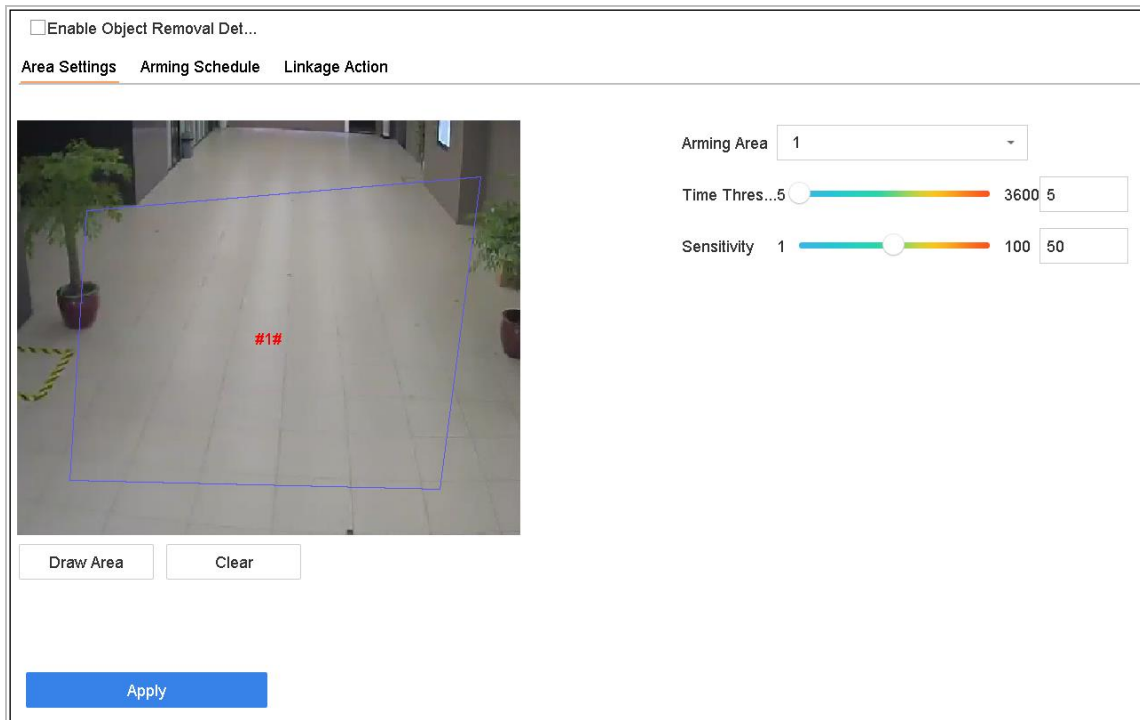 Enable Object Removal Det...
Area Settings Arming Schedule Linkage Action
Arming Area 1
Time Thres...5 3600 5
Sensitivity 1 100 50
#1#
Draw Area Clear
Apply